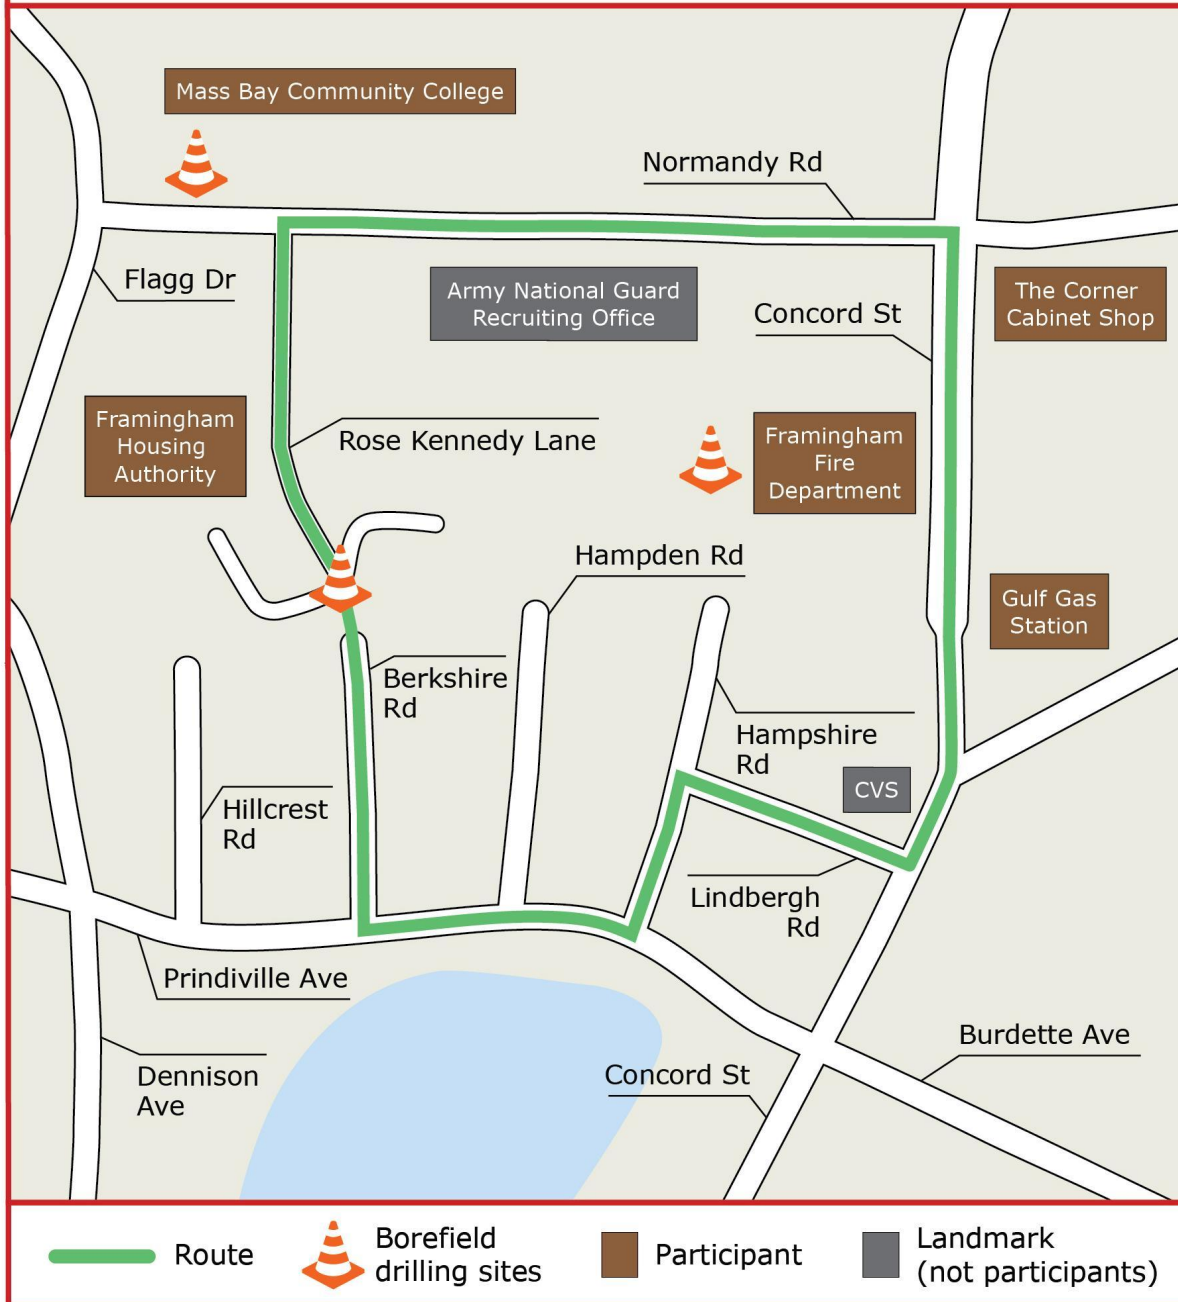 Mass Bay Community College
Normandy Rd
Flagg Dr
Army National Guard
Recruiting Office
Concord St
The Corner
Cabinet Shop
Framingham
Housing
Authority
Rose Kennedy Lane
Framingham
Fire
Department
Hampden Rd
Gulf Gas
Station
Berkshire
Rd
Hampshire
Rd
CVS
Hillcrest
Rd
Lindbergh
Rd
Prindiville Ave
Burdette Ave
Dennison
Ave
Concord St
Route
Borefield
drilling sites
Participant
Landmark
(not participants)